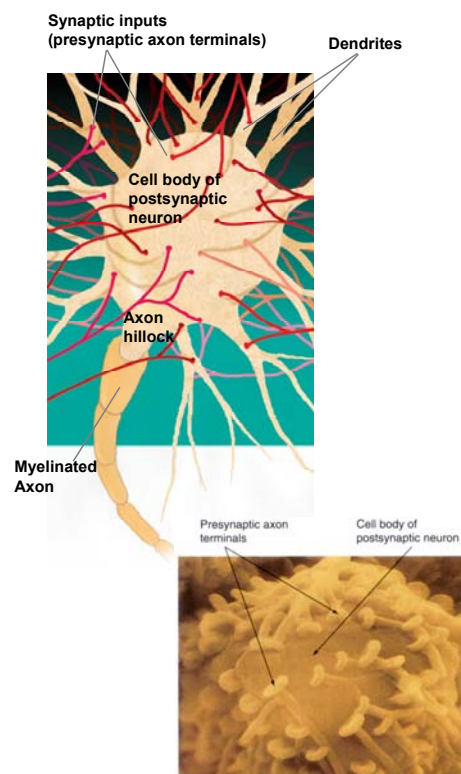 Synaptic inputs
(presynaptic axon terminals)
Dendrites
Cell body of
postsynaptic
neuron
Axon
hillock
Myelinated
Axon
Presynaptic axon
terminals
Cell body of
postsynaptic neuron